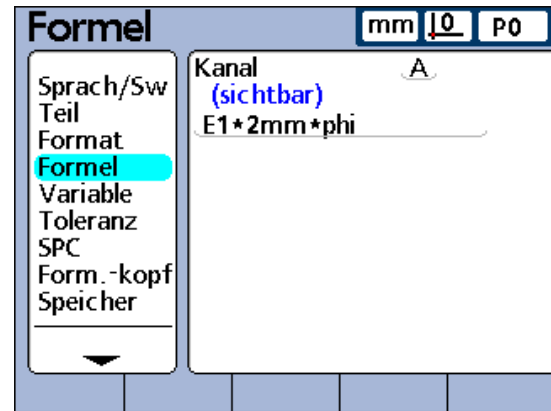 Formel
mm 0 P0
Sprach/Sw
Teil
Format
Formel
Variable
Toleranz
SPC
Form.-kopf
Speicher
Kanal A
(sichtbar)
E1*2mm*phi